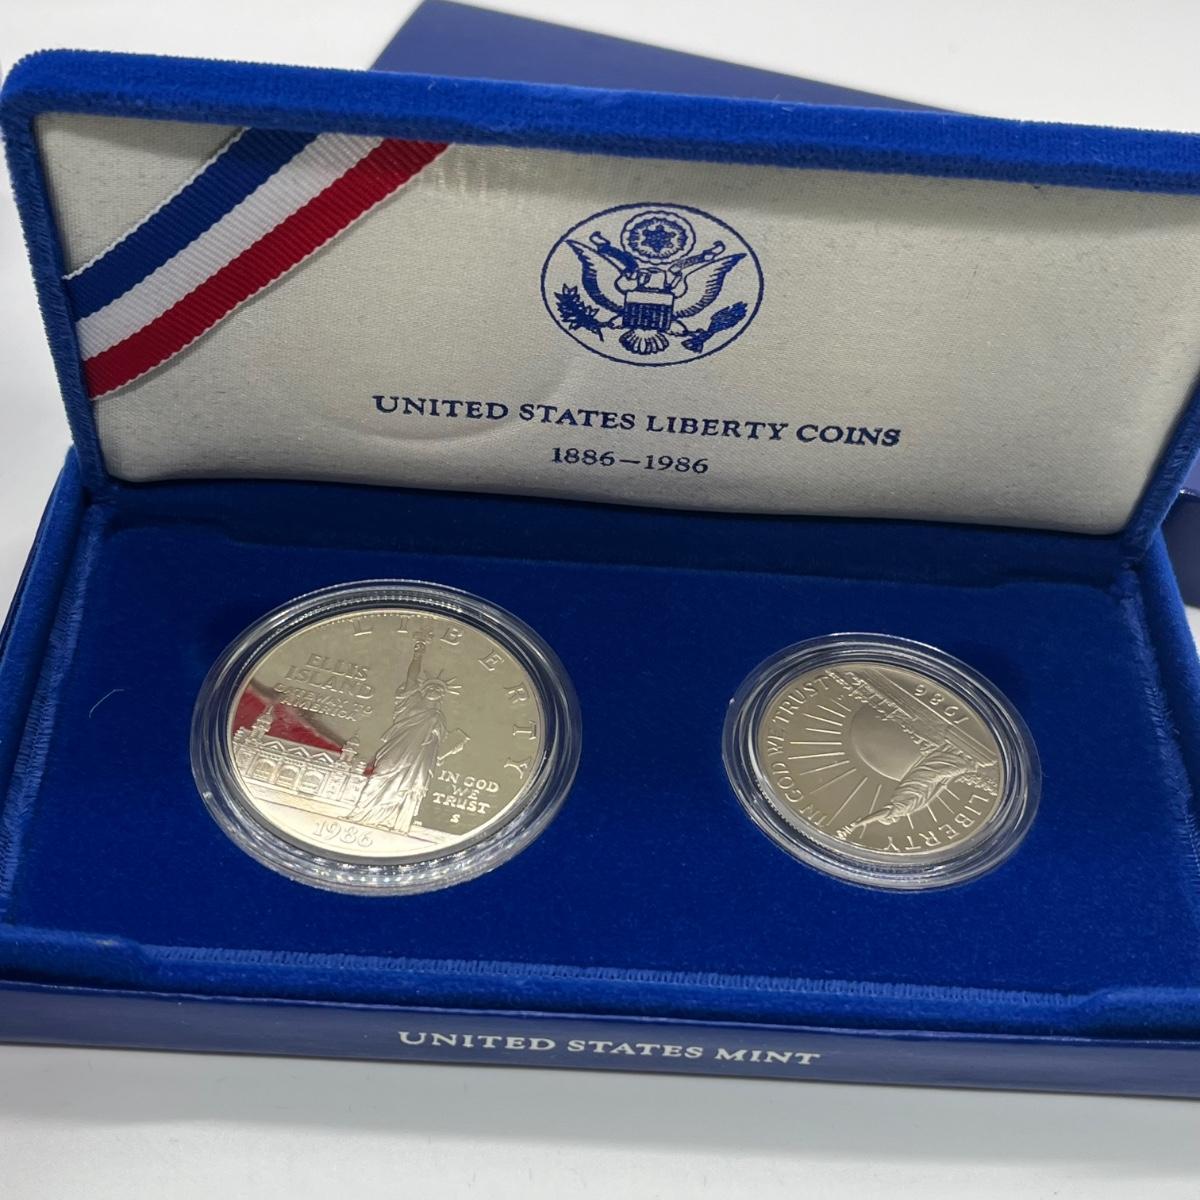 UNITED STATES LIBERTY COINS
1886–1986
LIBERTY
ELLIS
ISLAND
GATEWAY TO
AMERICA
IN GOD
WE
TRUST
S
1986
IN GOD WE TRUST
1986
LIBERTY
UNITED STATES MINT